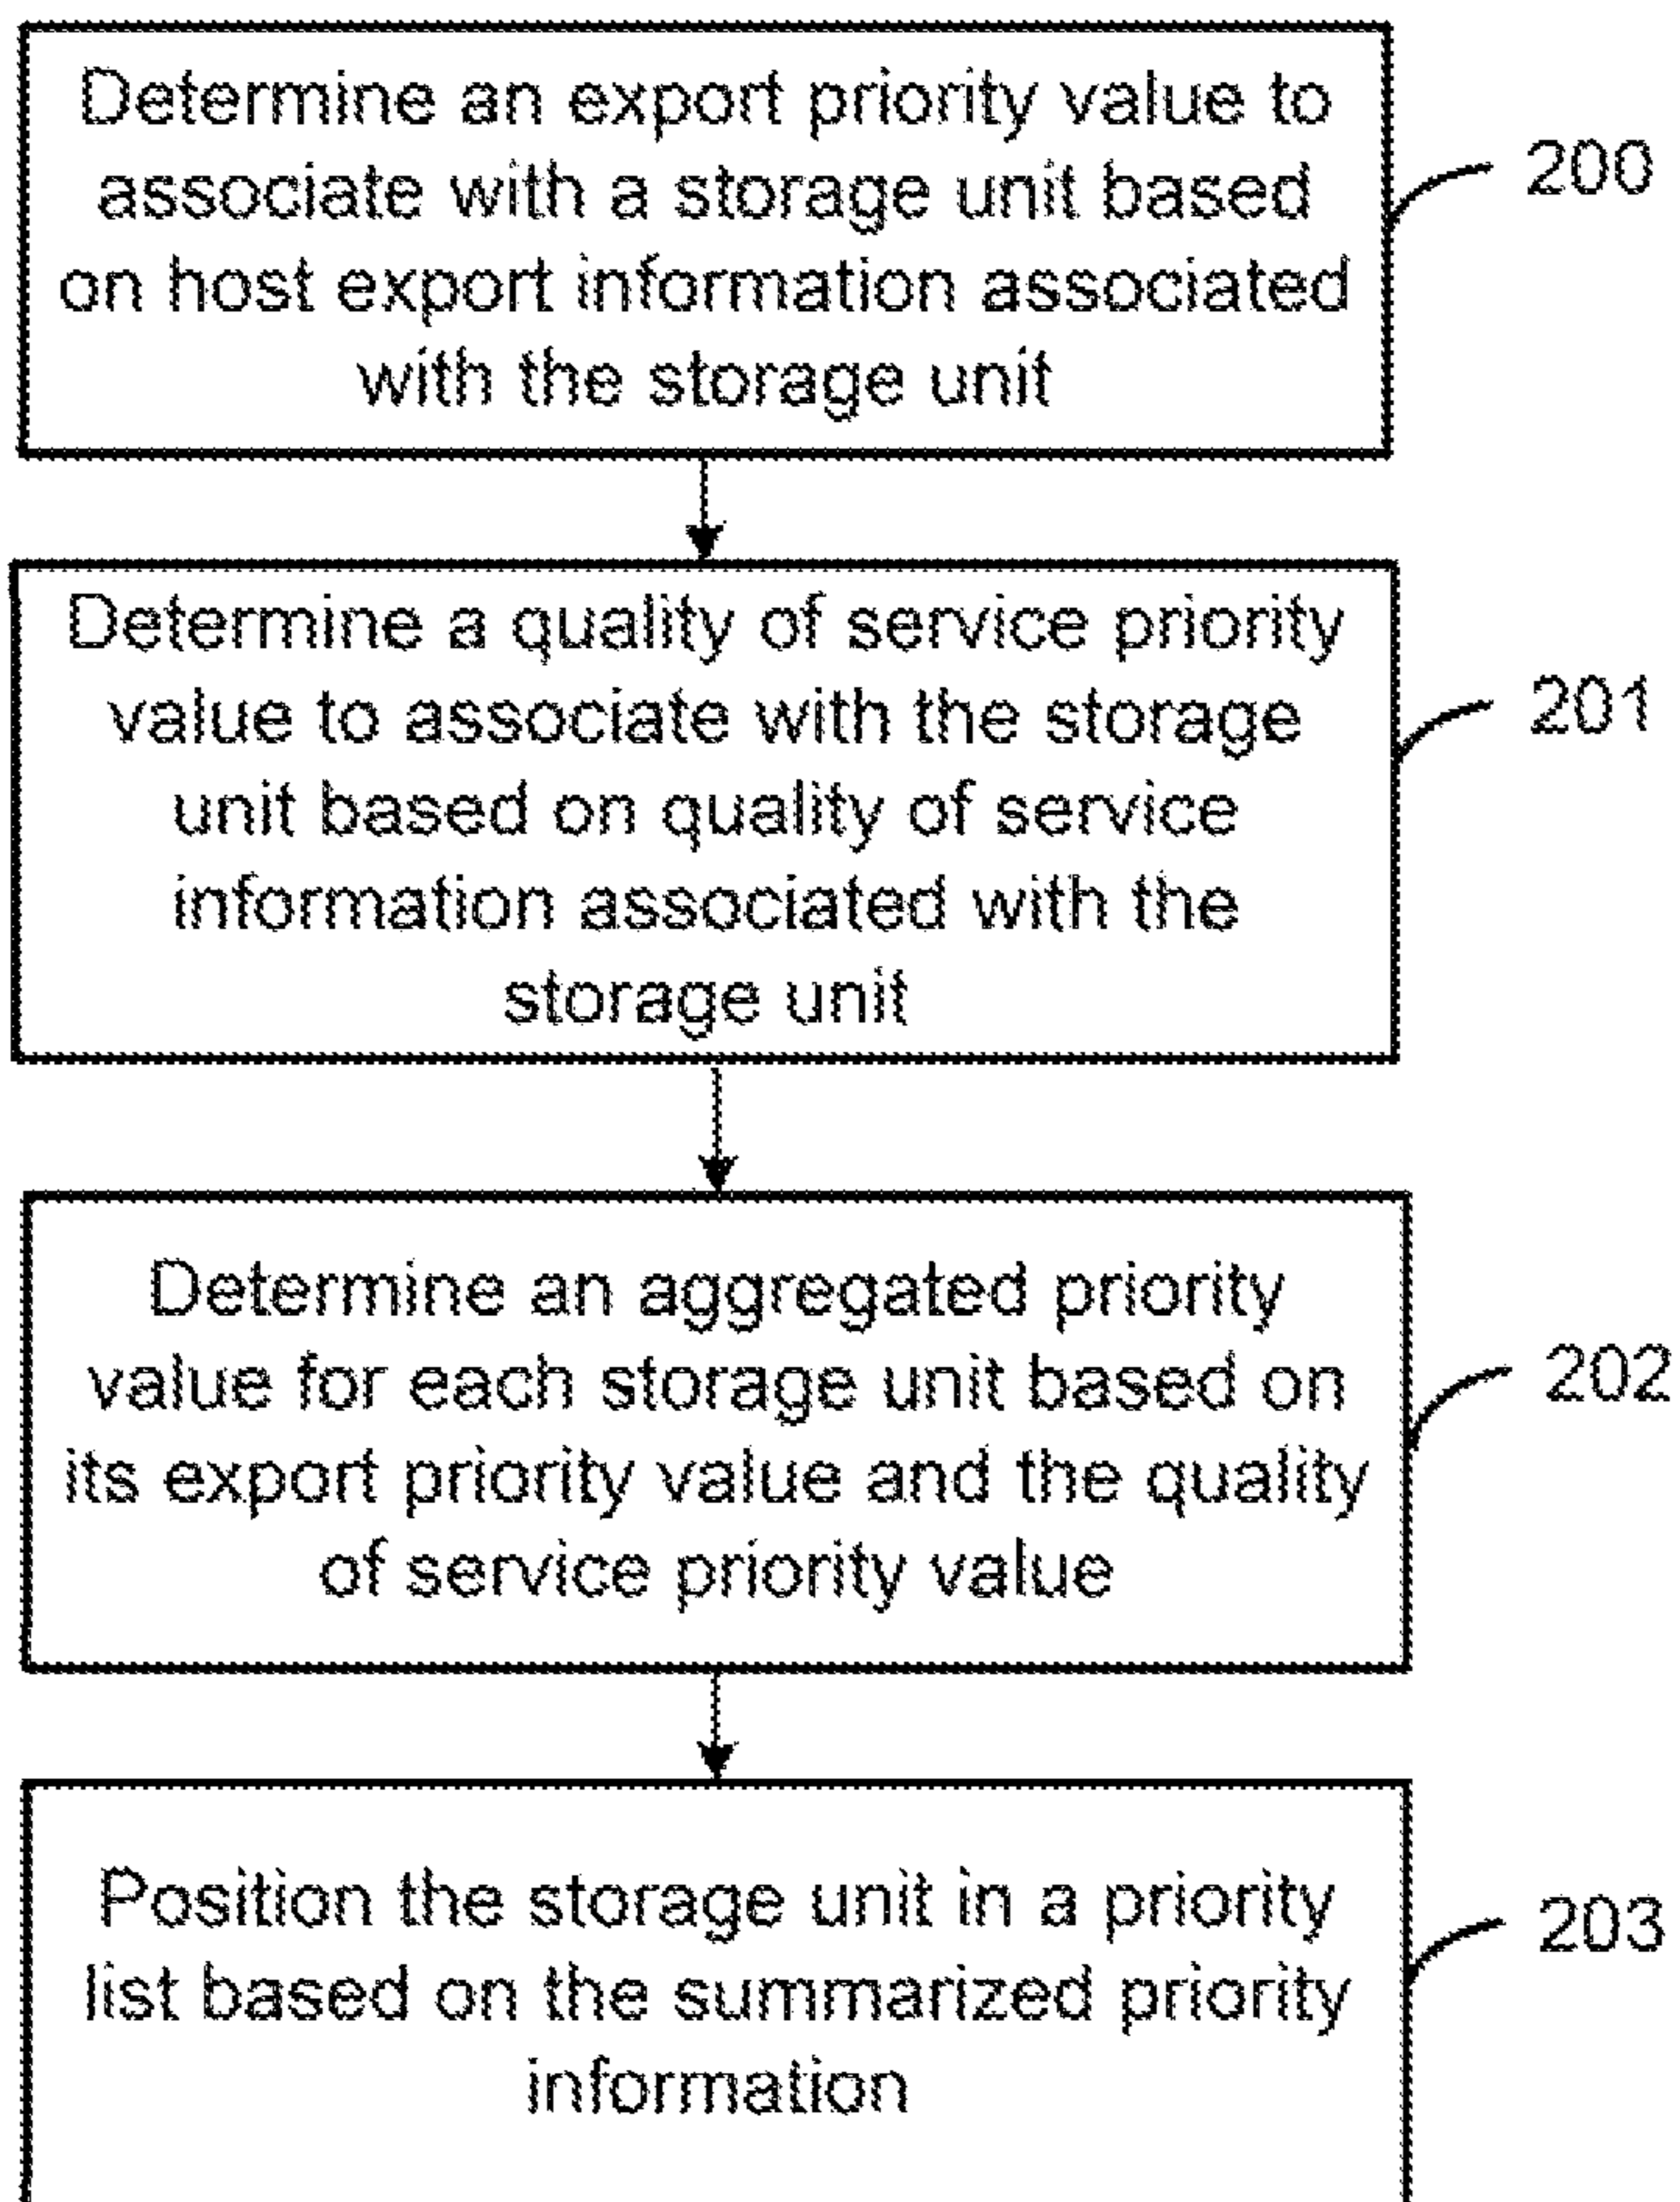 Determine an export priority value to
associate with a storage unit based
on host export information associated
with the storage unit
200
Determine a quality of service priority
value to associate with the storage
unit based on quality of service
information associated with the
storage unit
201
Determine an aggregated priority
value for each storage unit based on
its export priority value and the quality
of service priority value
202
Position the storage unit in a priority
list based on the summarized priority
information
203